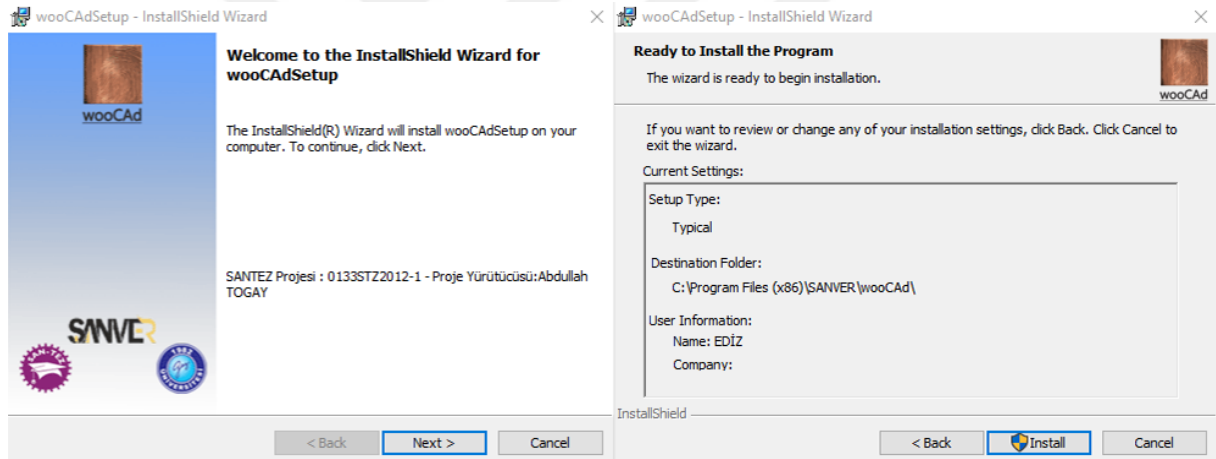 wooCAdSetup - InstallShield Wizard
wooCAd
Welcome to the InstallShield Wizard for
wooCAdSetup
The InstallShield(R) Wizard will install wooCAdSetup on your
computer. To continue, click Next.
SANTEZ Projesi : 0133STZ2012-1 - Proje Yürütücüsü:Abdullah
TOGAY
SANVER
< Back
Next >
Cancel
wooCAdSetup - InstallShield Wizard
Ready to Install the Program
The wizard is ready to begin installation.
wooCAd
If you want to review or change any of your installation settings, click Back. Click Cancel to
exit the wizard.
Current Settings:
Setup Type:
Typical
Destination Folder:
C:\Program Files (x86)\SANVER\wooCAd\
User Information:
Name: EDİZ
Company:
InstallShield
< Back
Install
Cancel